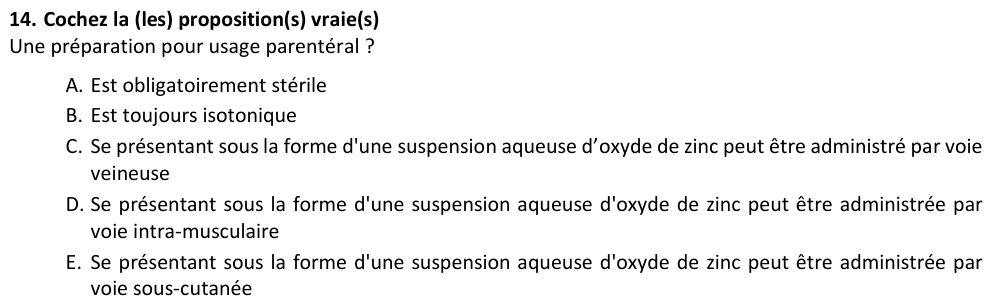 14. Cochez la (les) proposition(s) vraie(s)
Une préparation pour usage parentéral ?
A. Est obligatoirement stérile
B. Est toujours isotonique
C. Se présentant sous la forme d'une suspension aqueuse d’oxyde de zinc peut être administré par voie
veineuse
D. Se présentant sous la forme d'une suspension aqueuse d'oxyde de zinc peut être administrée par
voie intra-musculaire
E. Se présentant sous la forme d'une suspension aqueuse d'oxyde de zinc peut être administrée par
voie sous-cutanée